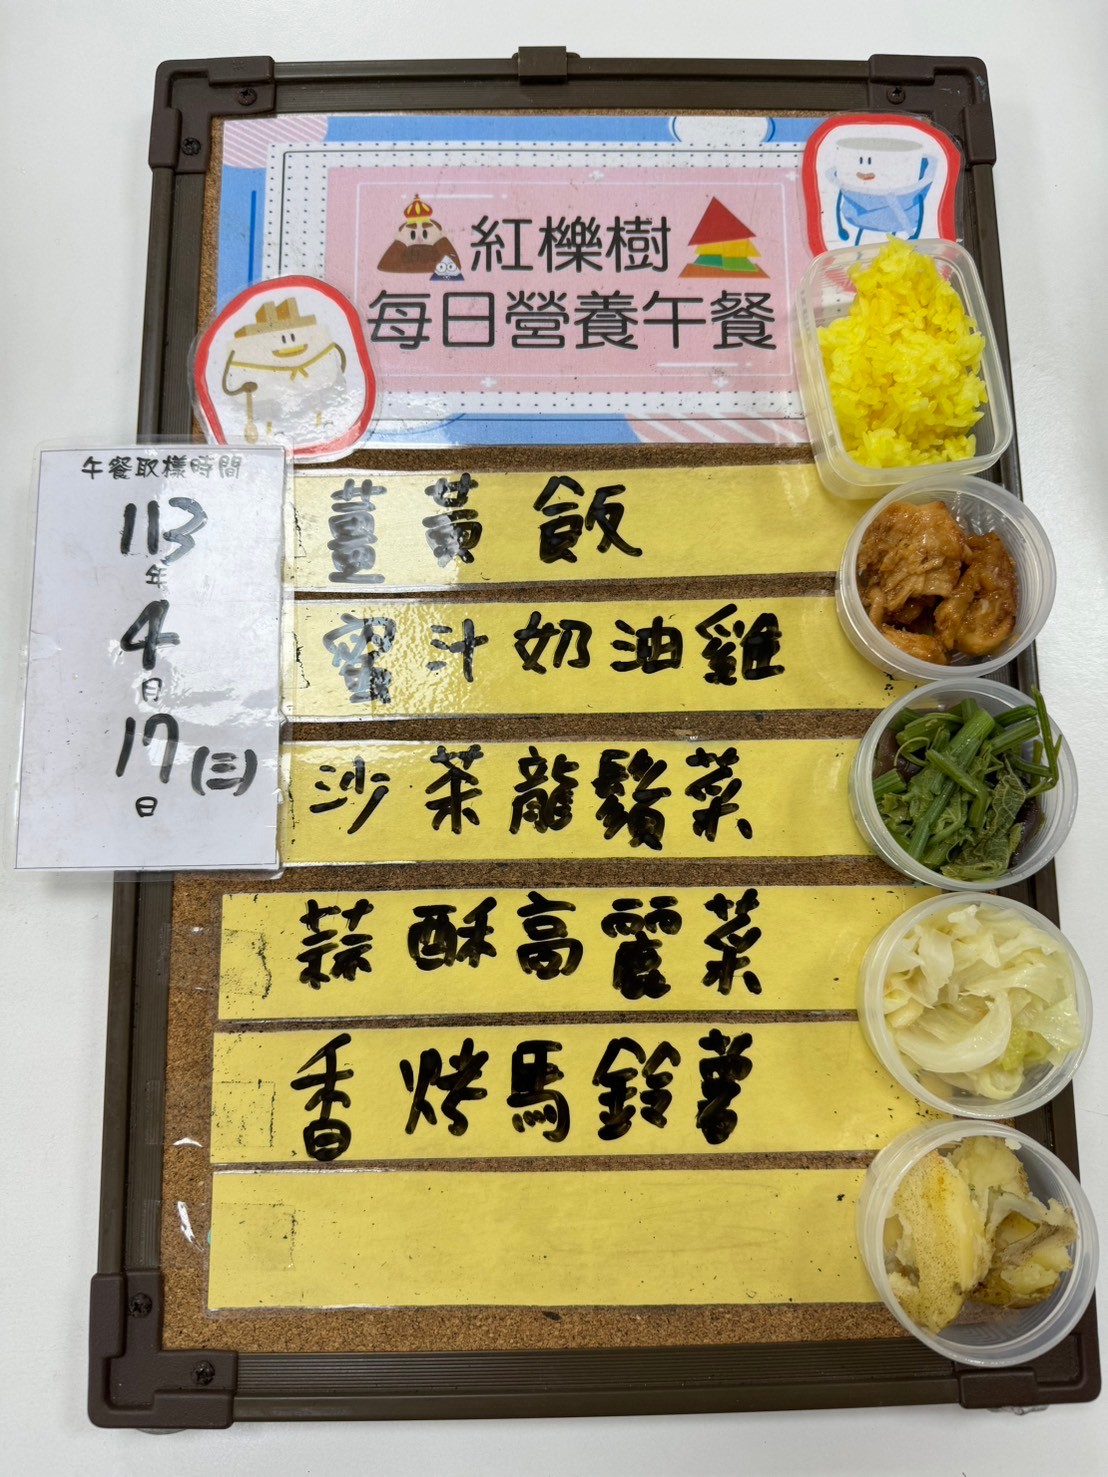 紅櫟樹
每日營養午餐
午餐取樣時間
113
年
4
月
17 (三)
日
薑黃飯
蜜汁奶油雞
沙茶龍鬚菜
蒜酥高麗菜
香烤馬鈴薯